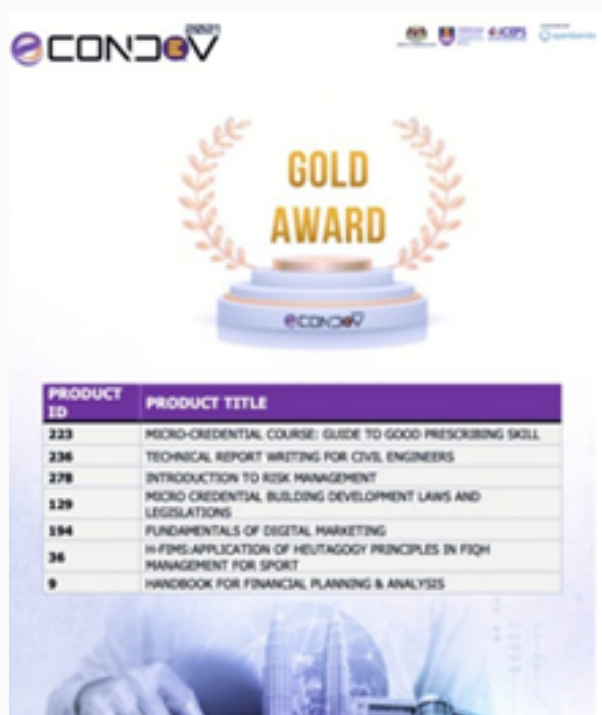 eCONDEV
2021
GOLD
AWARD
eCONDEV
PRODUCT
ID
PRODUCT TITLE
223 MICRO-CREDENTIAL COURSE: GUIDE TO GOOD PRESCRIBING SKILL
236 TECHNICAL REPORT WRITING FOR CIVIL ENGINEERS
278 INTRODUCTION TO RISK MANAGEMENT
129 MICRO CREDENTIAL BUILDING DEVELOPMENT LAWS AND
LEGISLATIONS
194 FUNDAMENTALS OF DIGITAL MARKETING
36 H-FIMS:APPLICATION OF HEUTAGOGY PRINCIPLES IN FIQH
MANAGEMENT FOR SPORT
9 HANDBOOK FOR FINANCIAL PLANNING & ANALYSIS